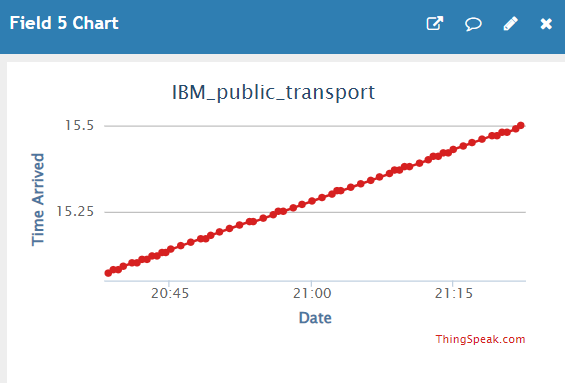 Field 5 Chart
IBM_public_transport
15.5
15.25
Time Arrived
20:45 21:00 21:15
Date
ThingSpeak.com